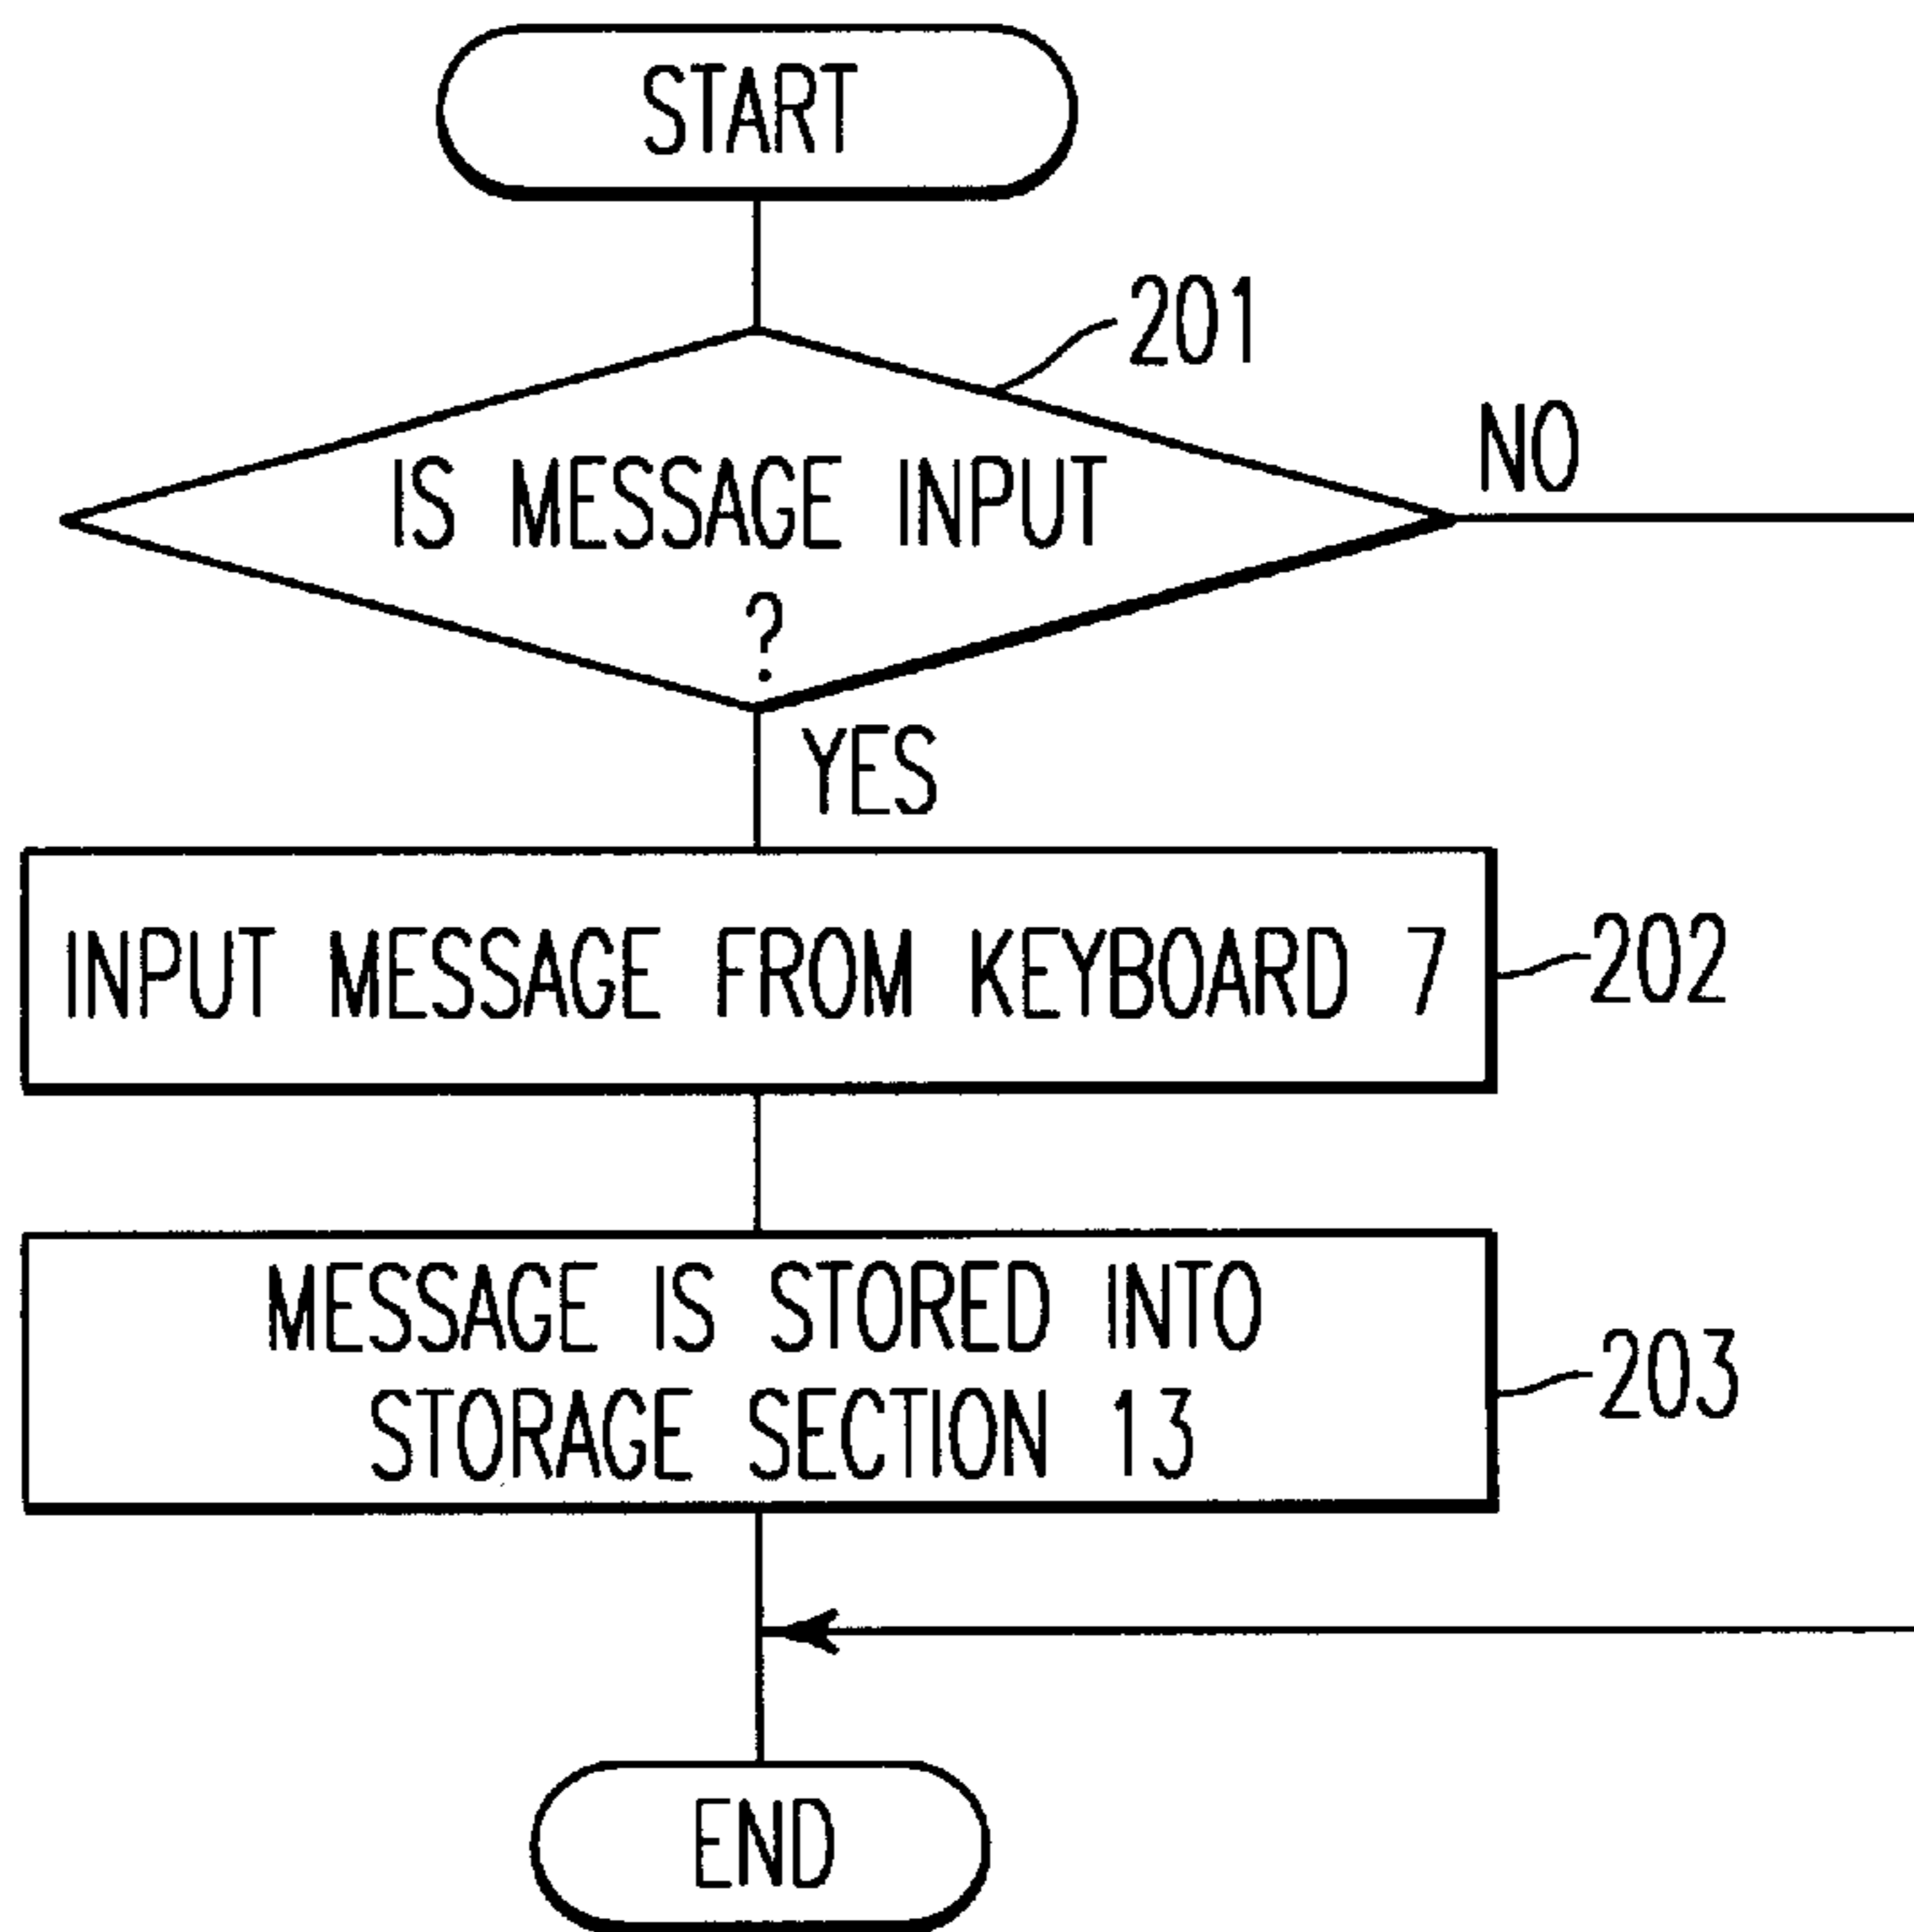 START
201
IS MESSAGE INPUT
?
NO
YES
INPUT MESSAGE FROM KEYBOARD 7
202
MESSAGE IS STORED INTO
STORAGE SECTION 13
203
END